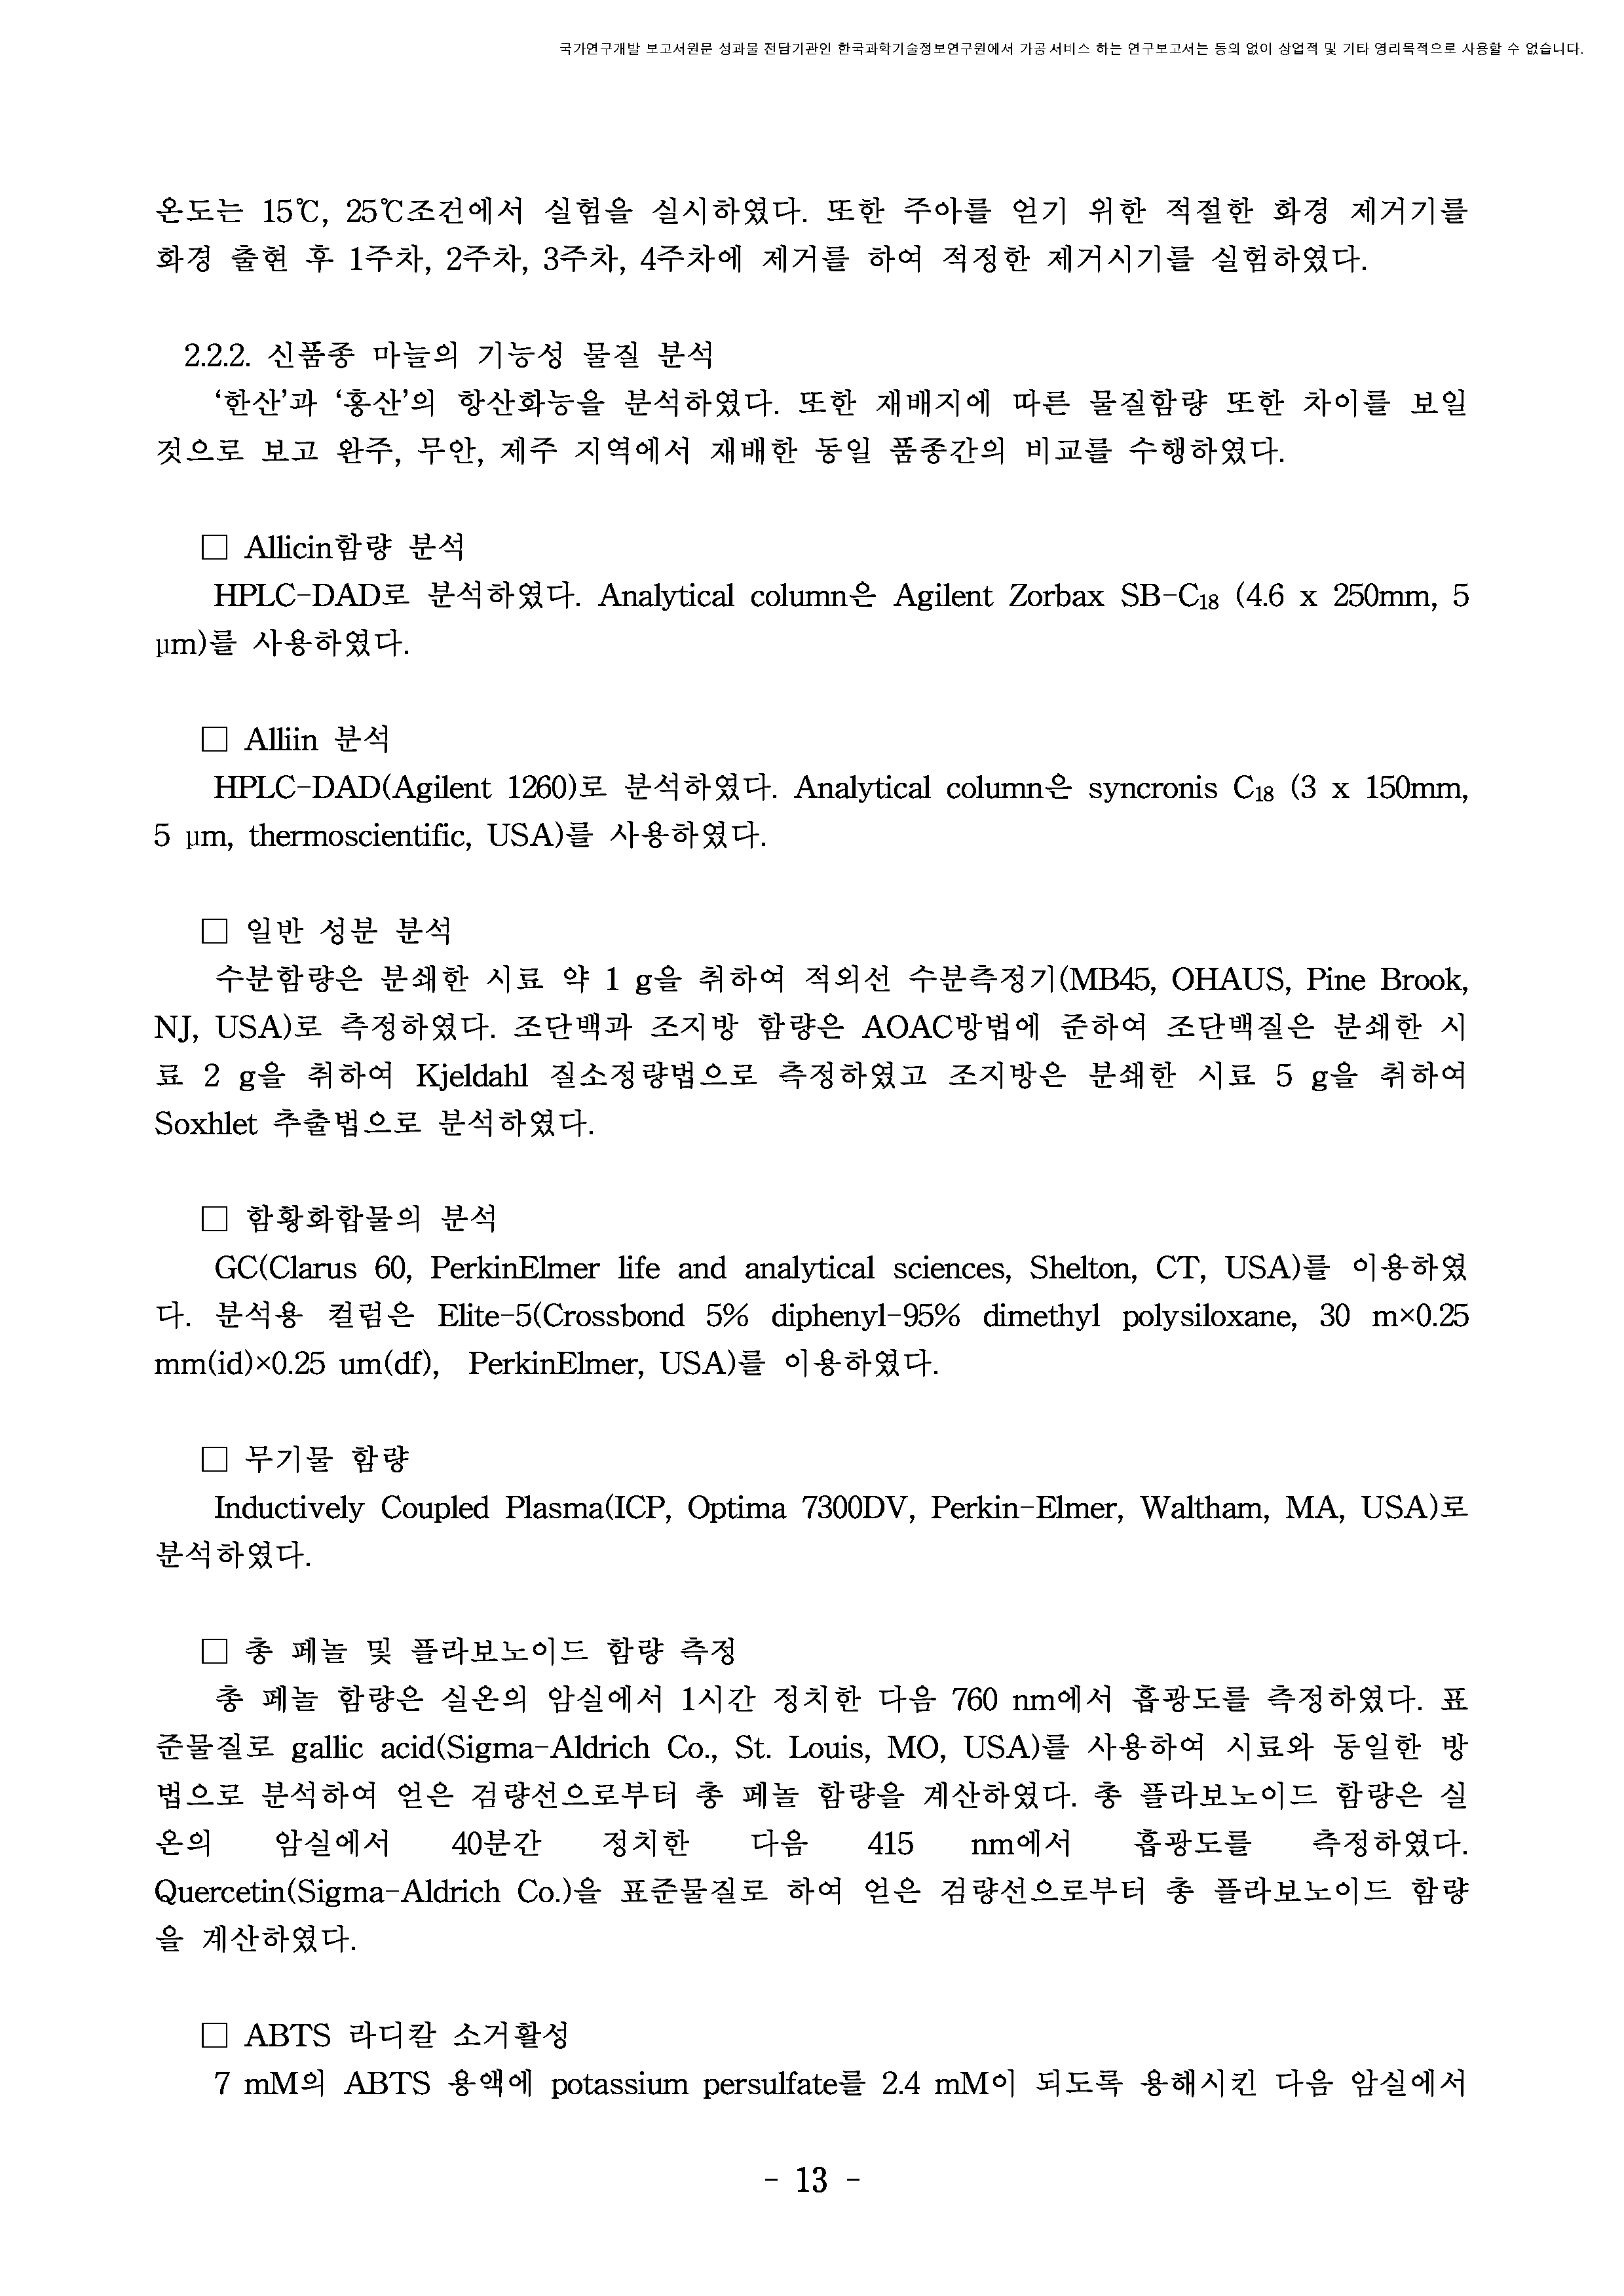 국가연구개발 보고서원문 성과물 전담기관인 한국과학기술정보연구원에서 가공·서비스 하는 연구보고서는 동의 없이 상업적 및 기타 영리목적으로 사용할 수 없습니다.
온도는 15℃, 25℃조건에서 실험을 실시하였다. 또한 주아를 얻기 위한 적절한 화경 제거기를
화경 출현 후 1주차, 2주차, 3주차, 4주차에 제거를 하여 적정한 제거시기를 실험하였다.
2.2.2. 신품종 마늘의 기능성 물질 분석
‘한산’과 ‘홍산’의 항산화능을 분석하였다. 또한 재배지에 따른 물질함량 또한 차이를 보일
것으로 보고 완주, 무안, 제주 지역에서 재배한 동일 품종간의 비교를 수행하였다.
□ Allicin함량 분석
HPLC-DAD로 분석하였다. Analytical column은 Agilent Zorbax SB-C₁₈ (4.6 x 250mm, 5
μm)를 사용하였다.
□ Alliin 분석
HPLC-DAD(Agilent 1260)로 분석하였다. Analytical column은 syncronis C₁₈ (3 x 150mm,
5 μm, thermoscientific, USA)를 사용하였다.
□ 일반 성분 분석
수분함량은 분쇄한 시료 약 1 g을 취하여 적외선 수분측정기(MB45, OHAUS, Pine Brook,
NJ, USA)로 측정하였다. 조단백과 조지방 함량은 AOAC방법에 준하여 조단백질은 분쇄한 시
료 2 g을 취하여 Kjeldahl 질소정량법으로 측정하였고 조지방은 분쇄한 시료 5 g을 취하여
Soxhlet 추출법으로 분석하였다.
□ 함황화합물의 분석
GC(Clarus 60, PerkinElmer life and analytical sciences, Shelton, CT, USA)를 이용하였
다. 분석용 컬럼은 Elite-5(Crossbond 5% diphenyl-95% dimethyl polysiloxane, 30 m×0.25
mm(id)×0.25 um(df), PerkinElmer, USA)를 이용하였다.
□ 무기물 함량
Inductively Coupled Plasma(ICP, Optima 7300DV, Perkin-Elmer, Waltham, MA, USA)로
분석하였다.
□ 총 페놀 및 플라보노이드 함량 측정
총 페놀 함량은 실온의 암실에서 1시간 정치한 다음 760 nm에서 흡광도를 측정하였다. 표
준물질로 gallic acid(Sigma-Aldrich Co., St. Louis, MO, USA)를 사용하여 시료와 동일한 방
법으로 분석하여 얻은 검량선으로부터 총 페놀 함량을 계산하였다. 총 플라보노이드 함량은 실
온의 암실에서 40분간 정치한 다음 415 nm에서 흡광도를 측정하였다.
Quercetin(Sigma-Aldrich Co.)을 표준물질로 하여 얻은 검량선으로부터 총 플라보노이드 함량
을 계산하였다.
□ ABTS 라디칼 소거활성
7 mM의 ABTS 용액에 potassium persulfate를 2.4 mM이 되도록 용해시킨 다음 암실에서
- 13 -